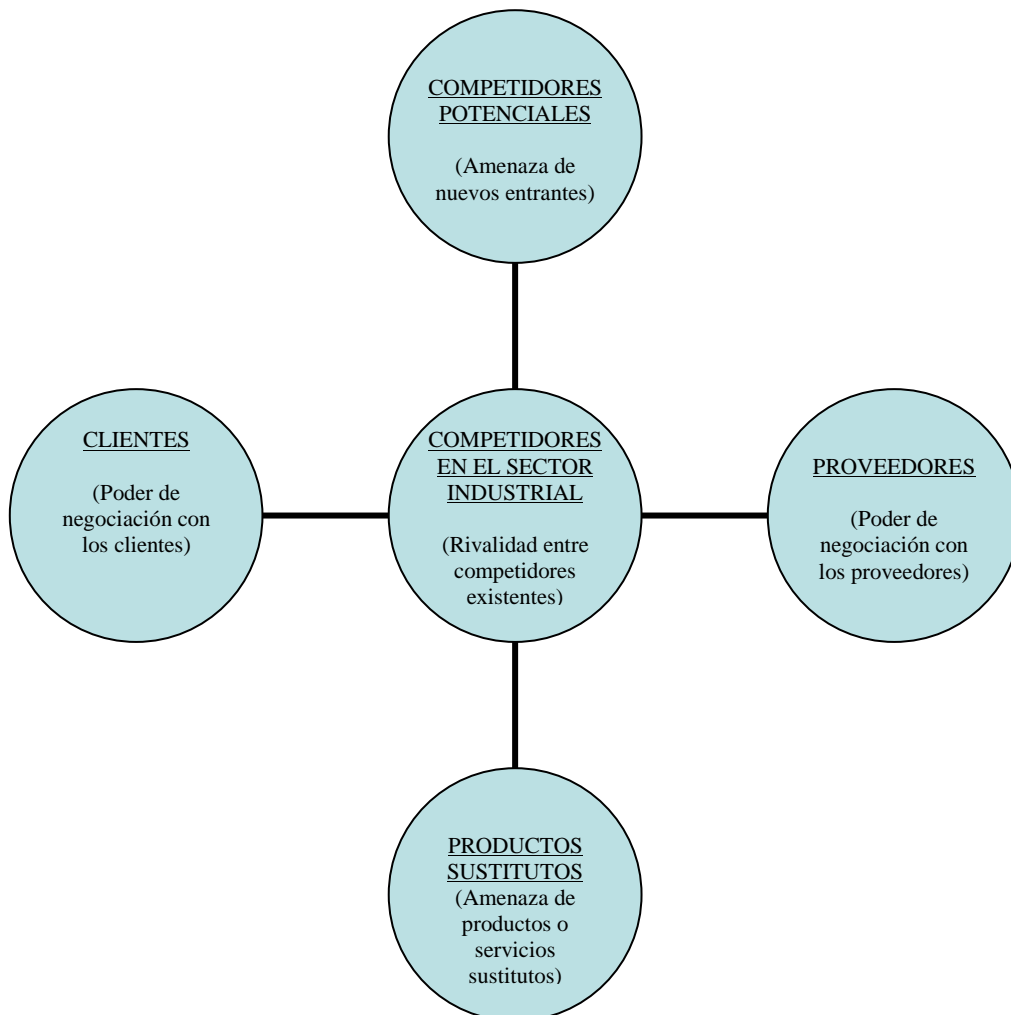 COMPETIDORES
POTENCIALES
(Amenaza de
nuevos entrantes)
CLIENTES
(Poder de
negociación con
los clientes)
COMPETIDORES
EN EL SECTOR
INDUSTRIAL
(Rivalidad entre
competidores
existentes)
PROVEEDORES
(Poder de
negociación con
los proveedores)
PRODUCTOS
SUSTITUTOS
(Amenaza de
productos o
servicios
sustitutos)